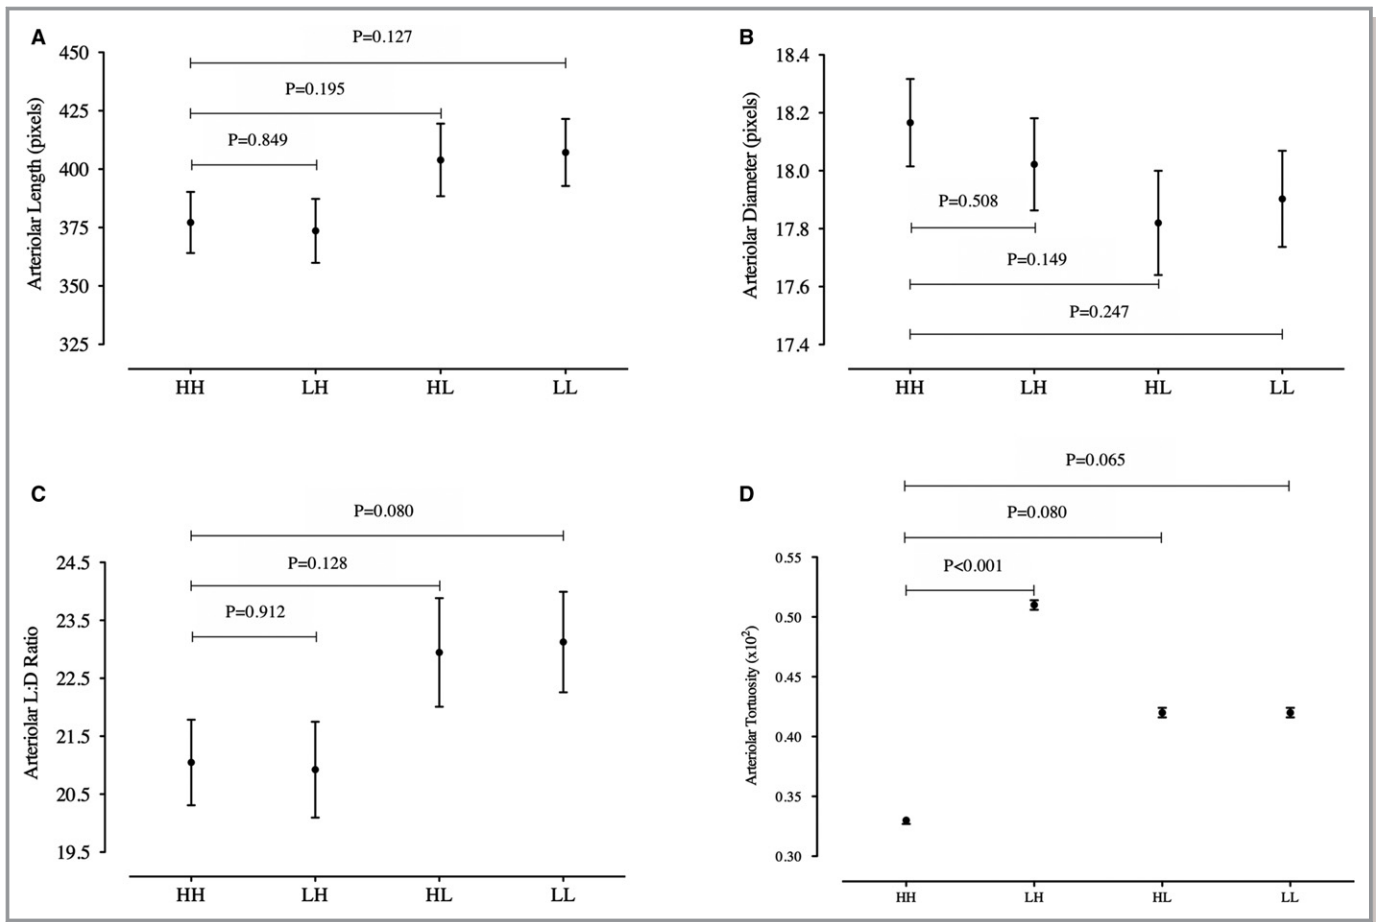 A
Arteriolar Length (pixels)
450
425
400
375
350
325
P=0.127
P=0.195
P=0.849
HH LH HL LL
B
Arteriolar Diameter (pixels)
18.4
18.2
18.0
17.8
17.6
17.4
P=0.508
P=0.149
P=0.247
HH LH HL LL
C
Arteriolar L:D Ratio
24.5
23.5
22.5
21.5
20.5
19.5
P=0.080
P=0.128
P=0.912
HH LH HL LL
D
Arteriolar Tortuosity (x10²)
0.55
0.50
0.45
0.40
0.35
0.30
P=0.065
P=0.080
P<0.001
HH LH HL LL